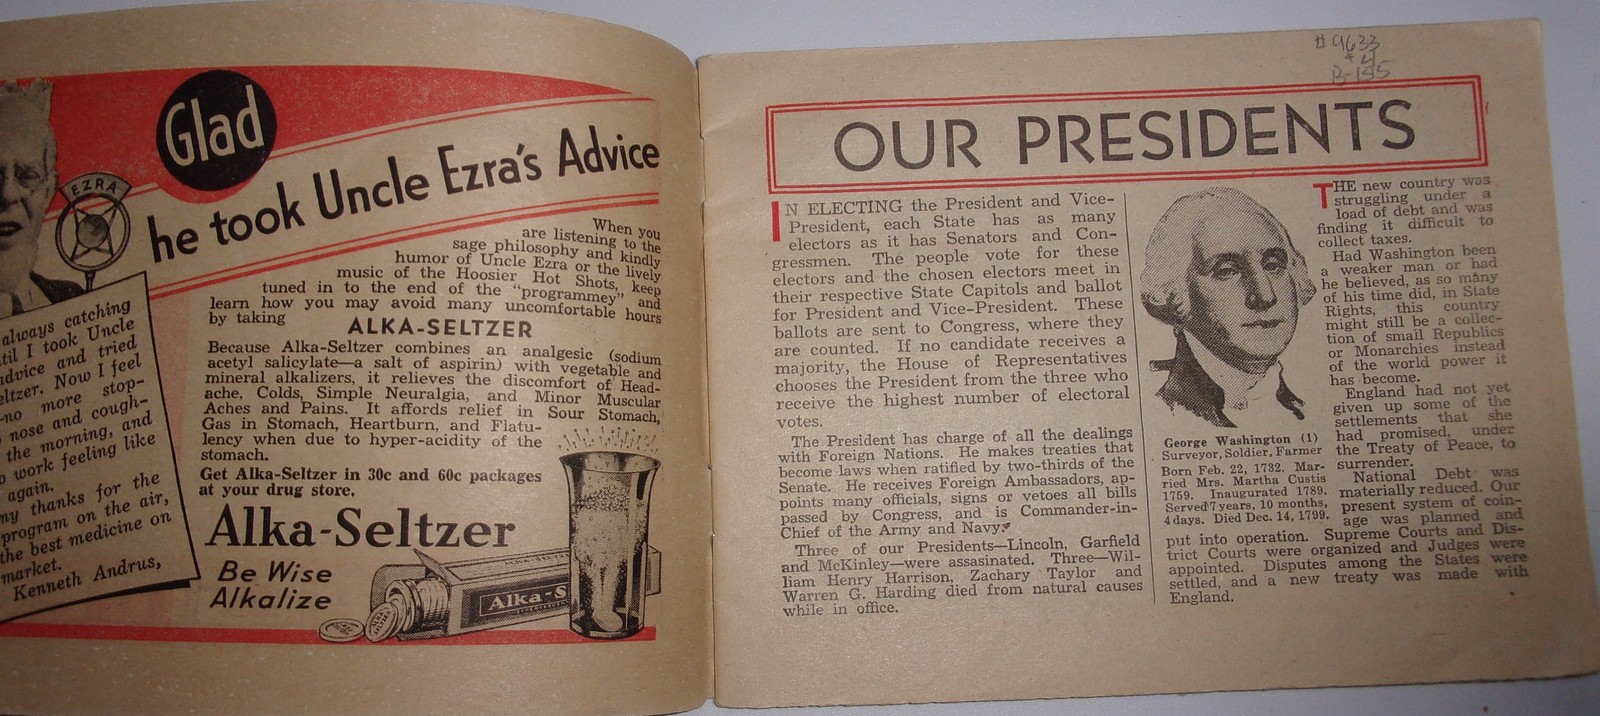 Glad
he took Uncle Ezra's Advice
EZRA
always catching
til I took Uncle
advice and tried
eltzer. Now I feel
no more stop-
nose and cough-
the morning, and
work feeling like
again.
ny thanks for the
program on the air,
the best medicine on
market.
Kenneth Andrus,
When you
are listening to the
sage philosophy and kindly
humor of Uncle Ezra or the lively
music of the Hoosier Hot Shots, keep
tuned in to the end of the "programmey" and
learn how you may avoid many uncomfortable hours
by taking
ALKA-SELTZER
Because Alka-Seltzer combines an analgesic (sodium
acetyl salicylate—a salt of aspirin) with vegetable and
mineral alkalizers, it relieves the discomfort of Head-
ache, Colds, Simple Neuralgia, and Minor Muscular
Aches and Pains. It affords relief in Sour Stomach,
Gas in Stomach, Heartburn, and Flatu-
lency when due to hyper-acidity of the
stomach.
Get Alka-Seltzer in 30c and 60c packages
at your drug store.
Alka-Seltzer
Be Wise
Alkalize
Alka-S
# 9633
B-155
OUR PRESIDENTS
IN ELECTING the President and Vice-
President, each State has as many
electors as it has Senators and Con-
gressmen. The people vote for these
electors and the chosen electors meet in
their respective State Capitols and ballot
for President and Vice-President. These
ballots are sent to Congress, where they
are counted. If no candidate receives a
majority, the House of Representatives
chooses the President from the three who
receive the highest number of electoral
votes.
The President has charge of all the dealings
with Foreign Nations. He makes treaties that
become laws when ratified by two-thirds of the
Senate. He receives Foreign Ambassadors, ap-
points many officials, signs or vetoes all bills
passed by Congress, and is Commander-in-
Chief of the Army and Navy.
Three of our Presidents—Lincoln, Garfield
and McKinley—were assasinated. Three—Wil-
liam Henry Harrison, Zachary Taylor and
Warren G. Harding died from natural causes
while in office.
George Washington (1)
Surveyor, Soldier, Farmer
Born Feb. 22, 1732. Mar-
ried Mrs. Martha Custis
1759. Inaugurated 1789.
Served 7 years, 10 months,
4 days. Died Dec. 14, 1799.
THE new country was
struggling under a
load of debt and was
finding it difficult to
collect taxes.
Had Washington been
a weaker man or had
he believed, as so many
of his time did, in State
Rights, this country
might still be a collec-
tion of small Republics
or Monarchies instead
of the world power it
has become.
England had not yet
given up some of the
settlements that she
had promised, under
the Treaty of Peace, to
surrender.
National Debt was
materially reduced. Our
present system of coin-
age was planned and
put into operation. Supreme Courts and Dis-
trict Courts were organized and Judges were
appointed. Disputes among the States were
settled, and a new treaty was made with
England.